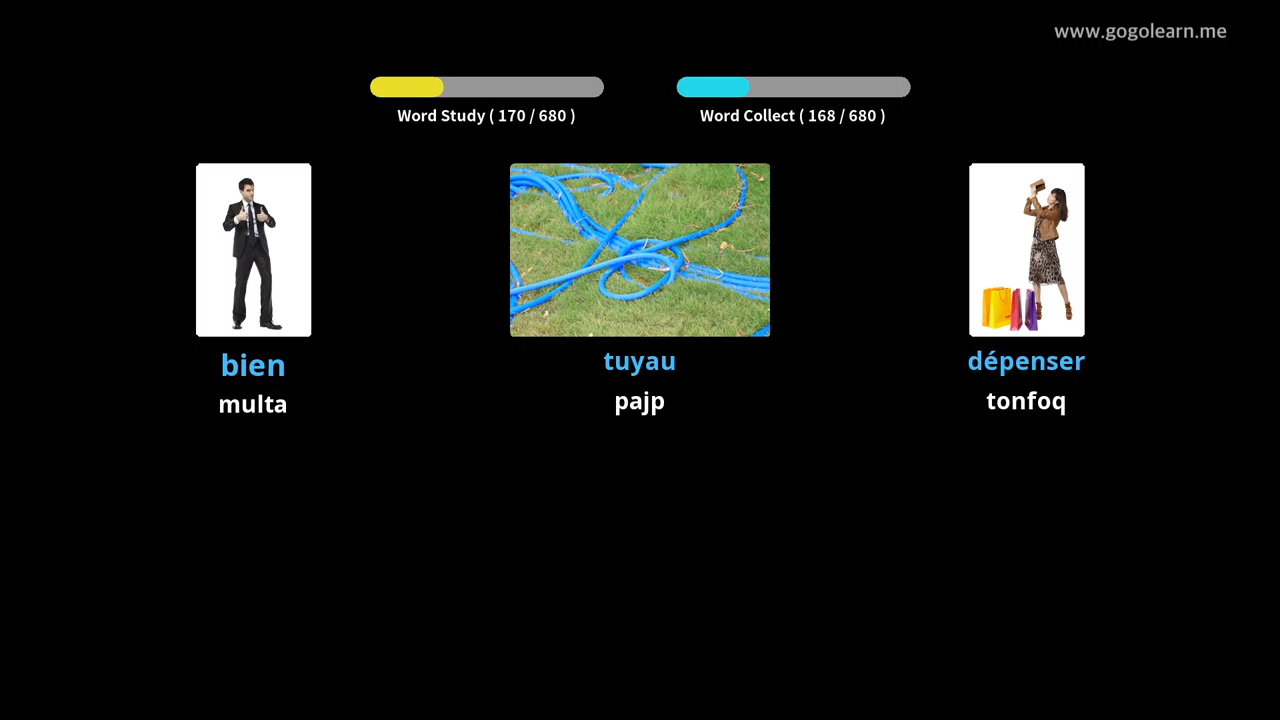 www.gogolearn.me
Word Study ( 170 / 680 )
Word Collect ( 168 / 680 )
bien
multa
tuyau
pajp
dépenser
tonfoq